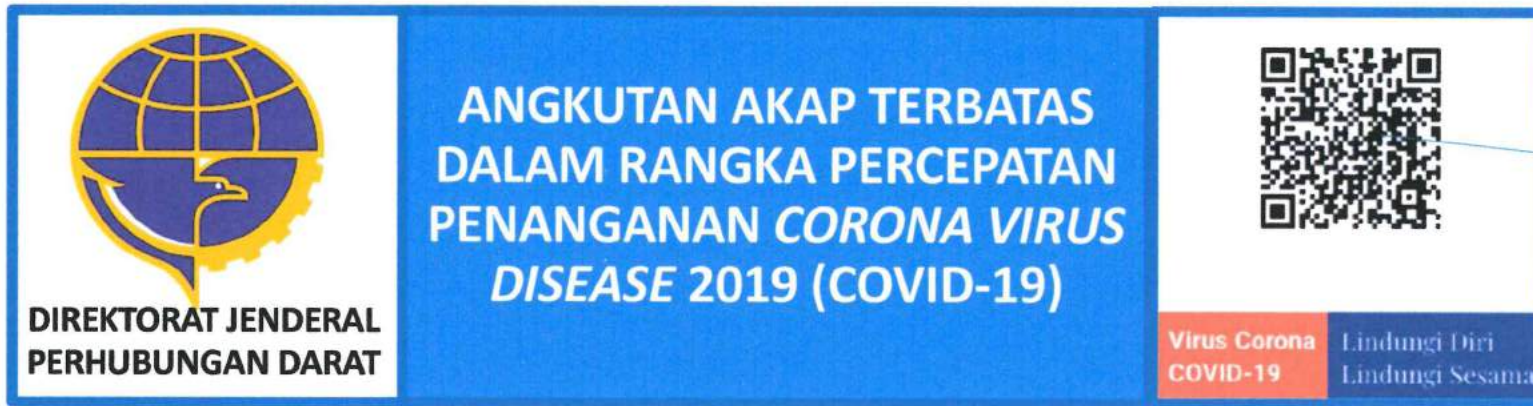 DIREKTORAT JENDERAL
PERHUBUNGAN DARAT
ANGKUTAN AKAP TERBATAS
DALAM RANGKA PERCEPATAN
PENANGANAN CORONA VIRUS
DISEASE 2019 (COVID-19)
Virus Corona
COVID-19
Lindungi Diri
Lindungi Sesama